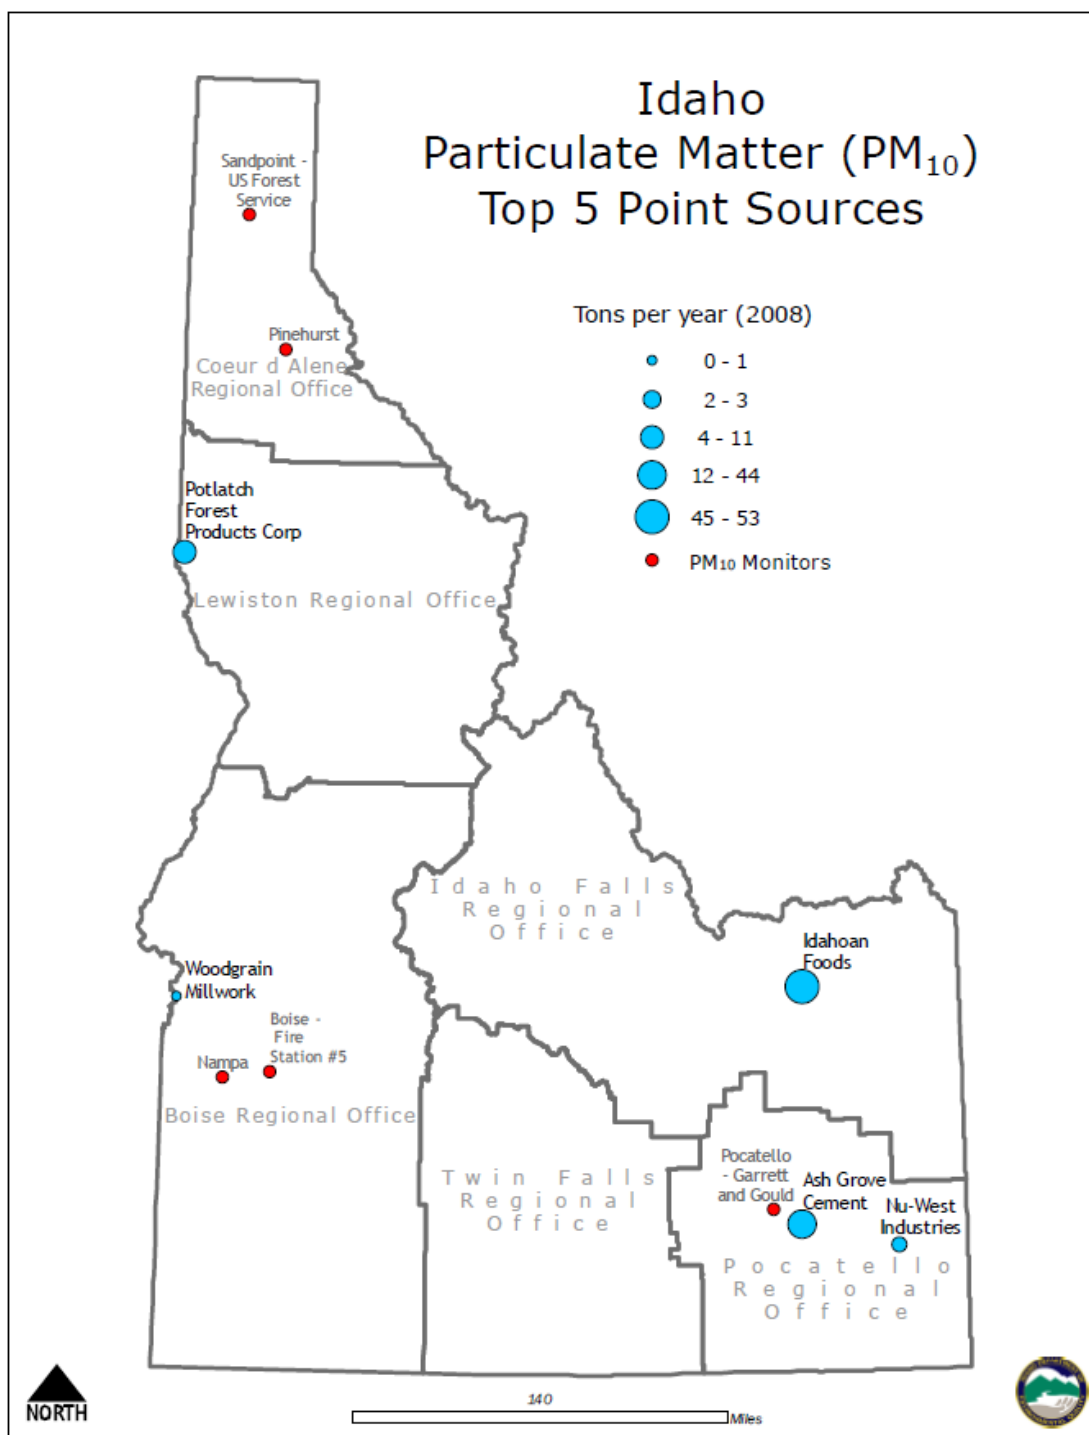 Idaho
Particulate Matter (PM₁₀)
Top 5 Point Sources
Tons per year (2008)
0 - 1
2 - 3
4 - 11
12 - 44
45 - 53
PM₁₀ Monitors
Sandpoint -
US Forest
Service
Pinehurst
Coeur d Alene
Regional Office
Potlatch
Forest
Products Corp
Lewiston Regional Office
Idaho Falls
Regional
Office
Idahoan
Foods
Woodgrain
Millwork
Boise -
Fire
Station #5
Nampa
Boise Regional Office
Twin Falls
Regional
Office
Pocatello
- Garrett
and Gould
Ash Grove
Cement
Nu-West
Industries
Pocatello
Regional
Office
NORTH
140
Miles